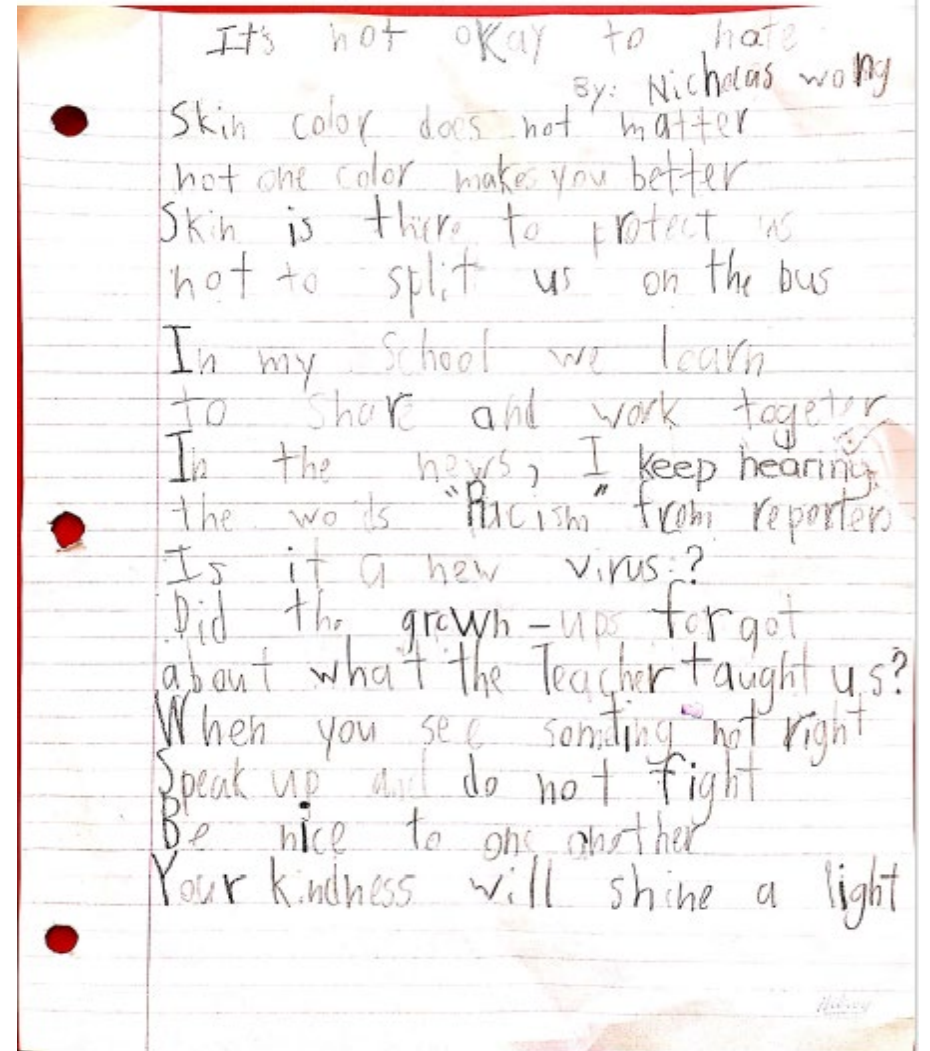 It's not okay to hate
By: Nicholas wong
Skin color does not matter
not one color makes you better
Skin is there to protect us
not to split us on the bus
In my School we learn
to share and work togeter
In the news, I keep hearing
the wods "Racism" from reporters
Is it a new virus?
Did the grown-ups forgot
about what the Teacher taught us?
When you see somding not right
Speak up and do not fight
Be nice to one another
Your kindness will shine a light